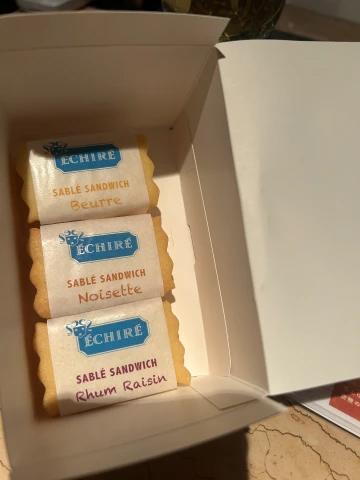 ÉCHIRÉ
SABLÉ SANDWICH
Beurre
ÉCHIRÉ
SABLÉ SANDWICH
Noisette
ÉCHIRÉ
SABLÉ SANDWICH
Rhum Raisin